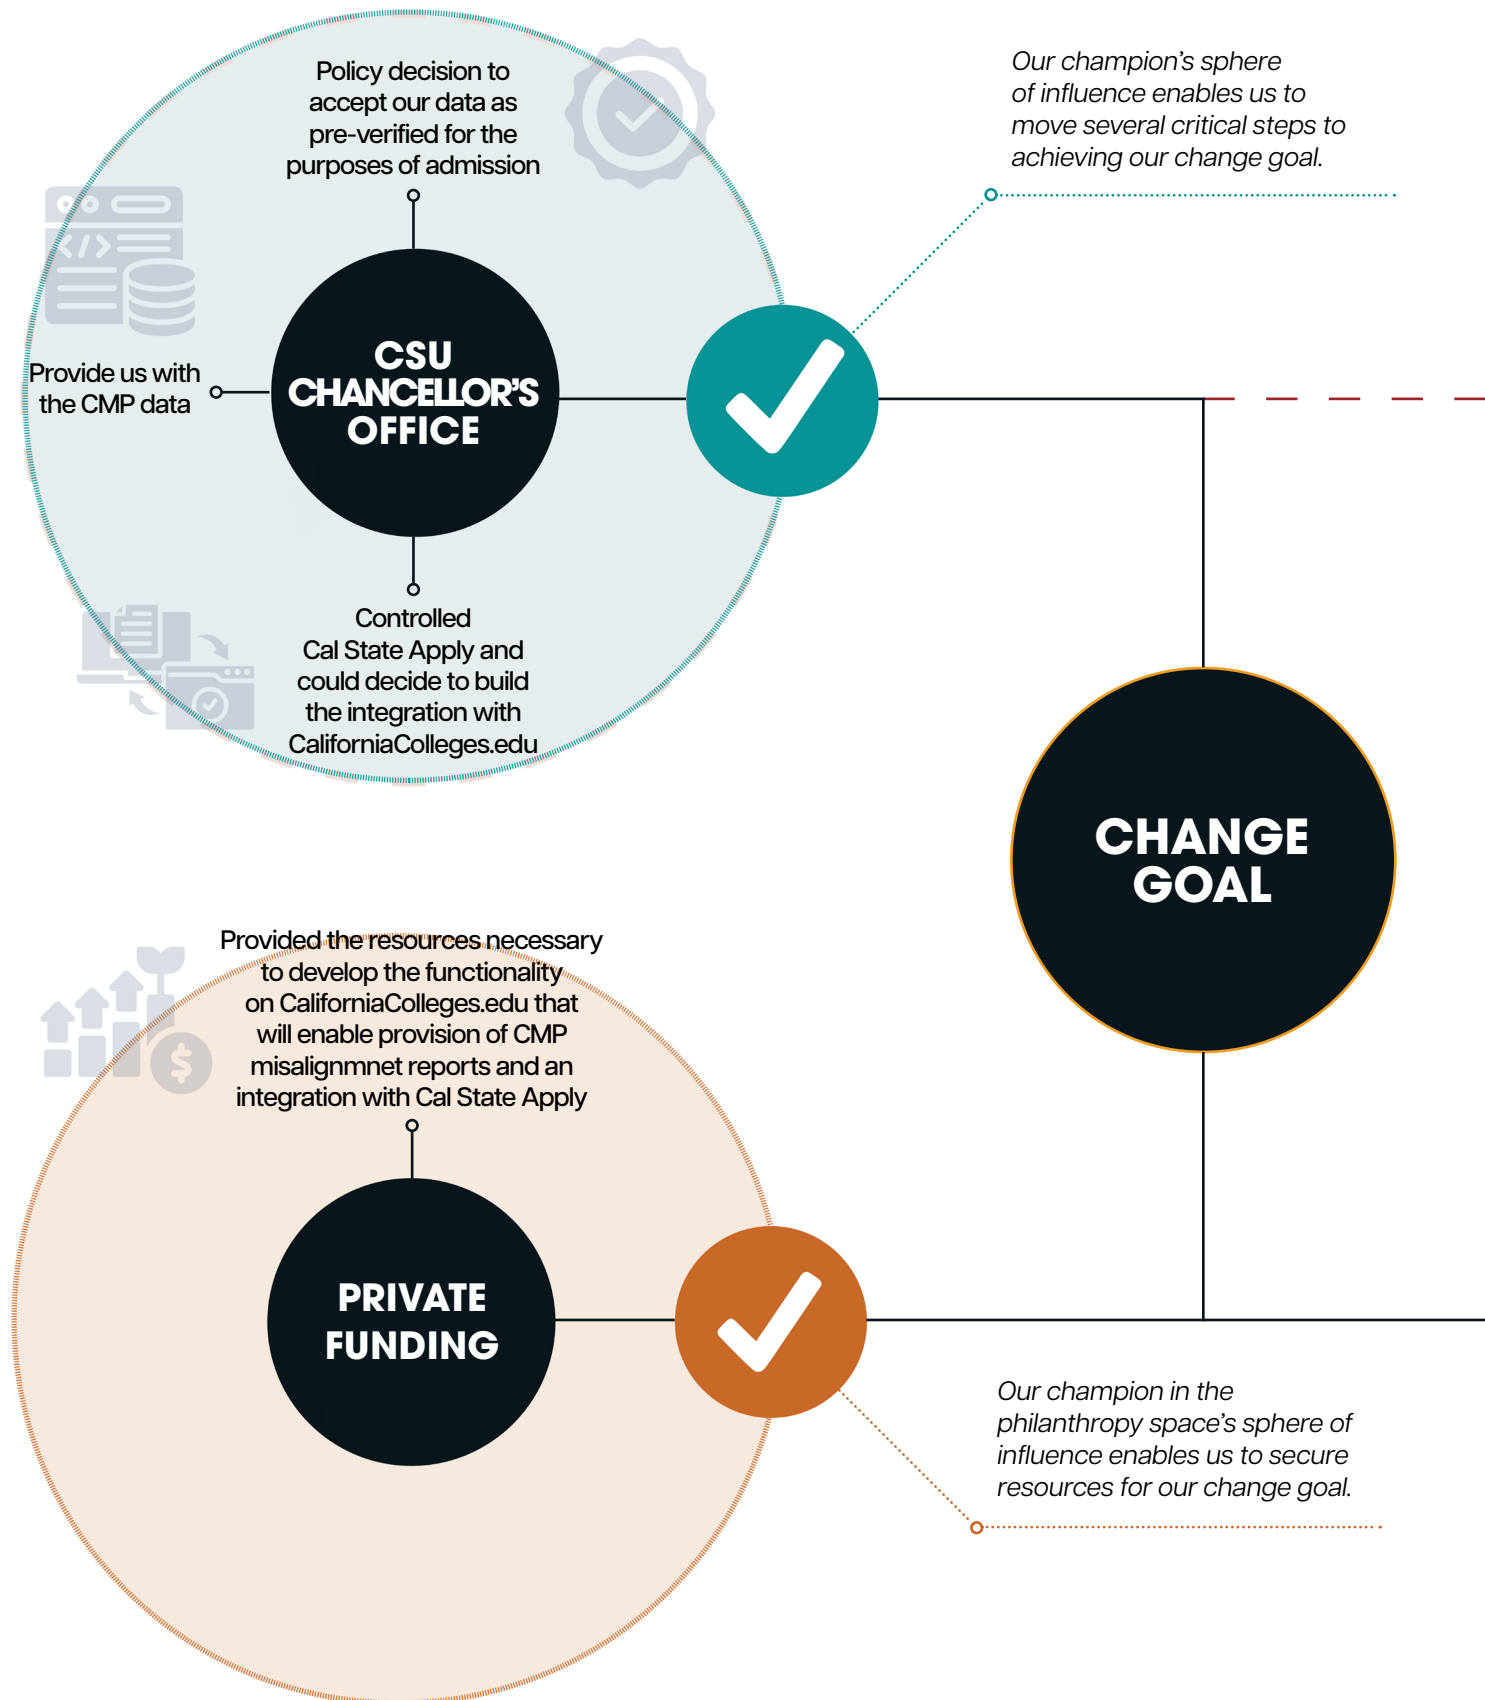 Policy decision to
accept our data as
pre-verified for the
purposes of admission
Our champion’s sphere
of influence enables us to
move several critical steps to
achieving our change goal.
Provide us with
the CMP data
CSU
CHANCELLOR’S
OFFICE
Controlled
Cal State Apply and
could decide to build
the integration with
CaliforniaColleges.edu
CHANGE
GOAL
Provided the resources necessary
to develop the functionality
on CaliforniaColleges.edu that
will enable provision of CMP
misalignmnet reports and an
integration with Cal State Apply
PRIVATE
FUNDING
Our champion in the
philanthropy space’s sphere of
influence enables us to secure
resources for our change goal.